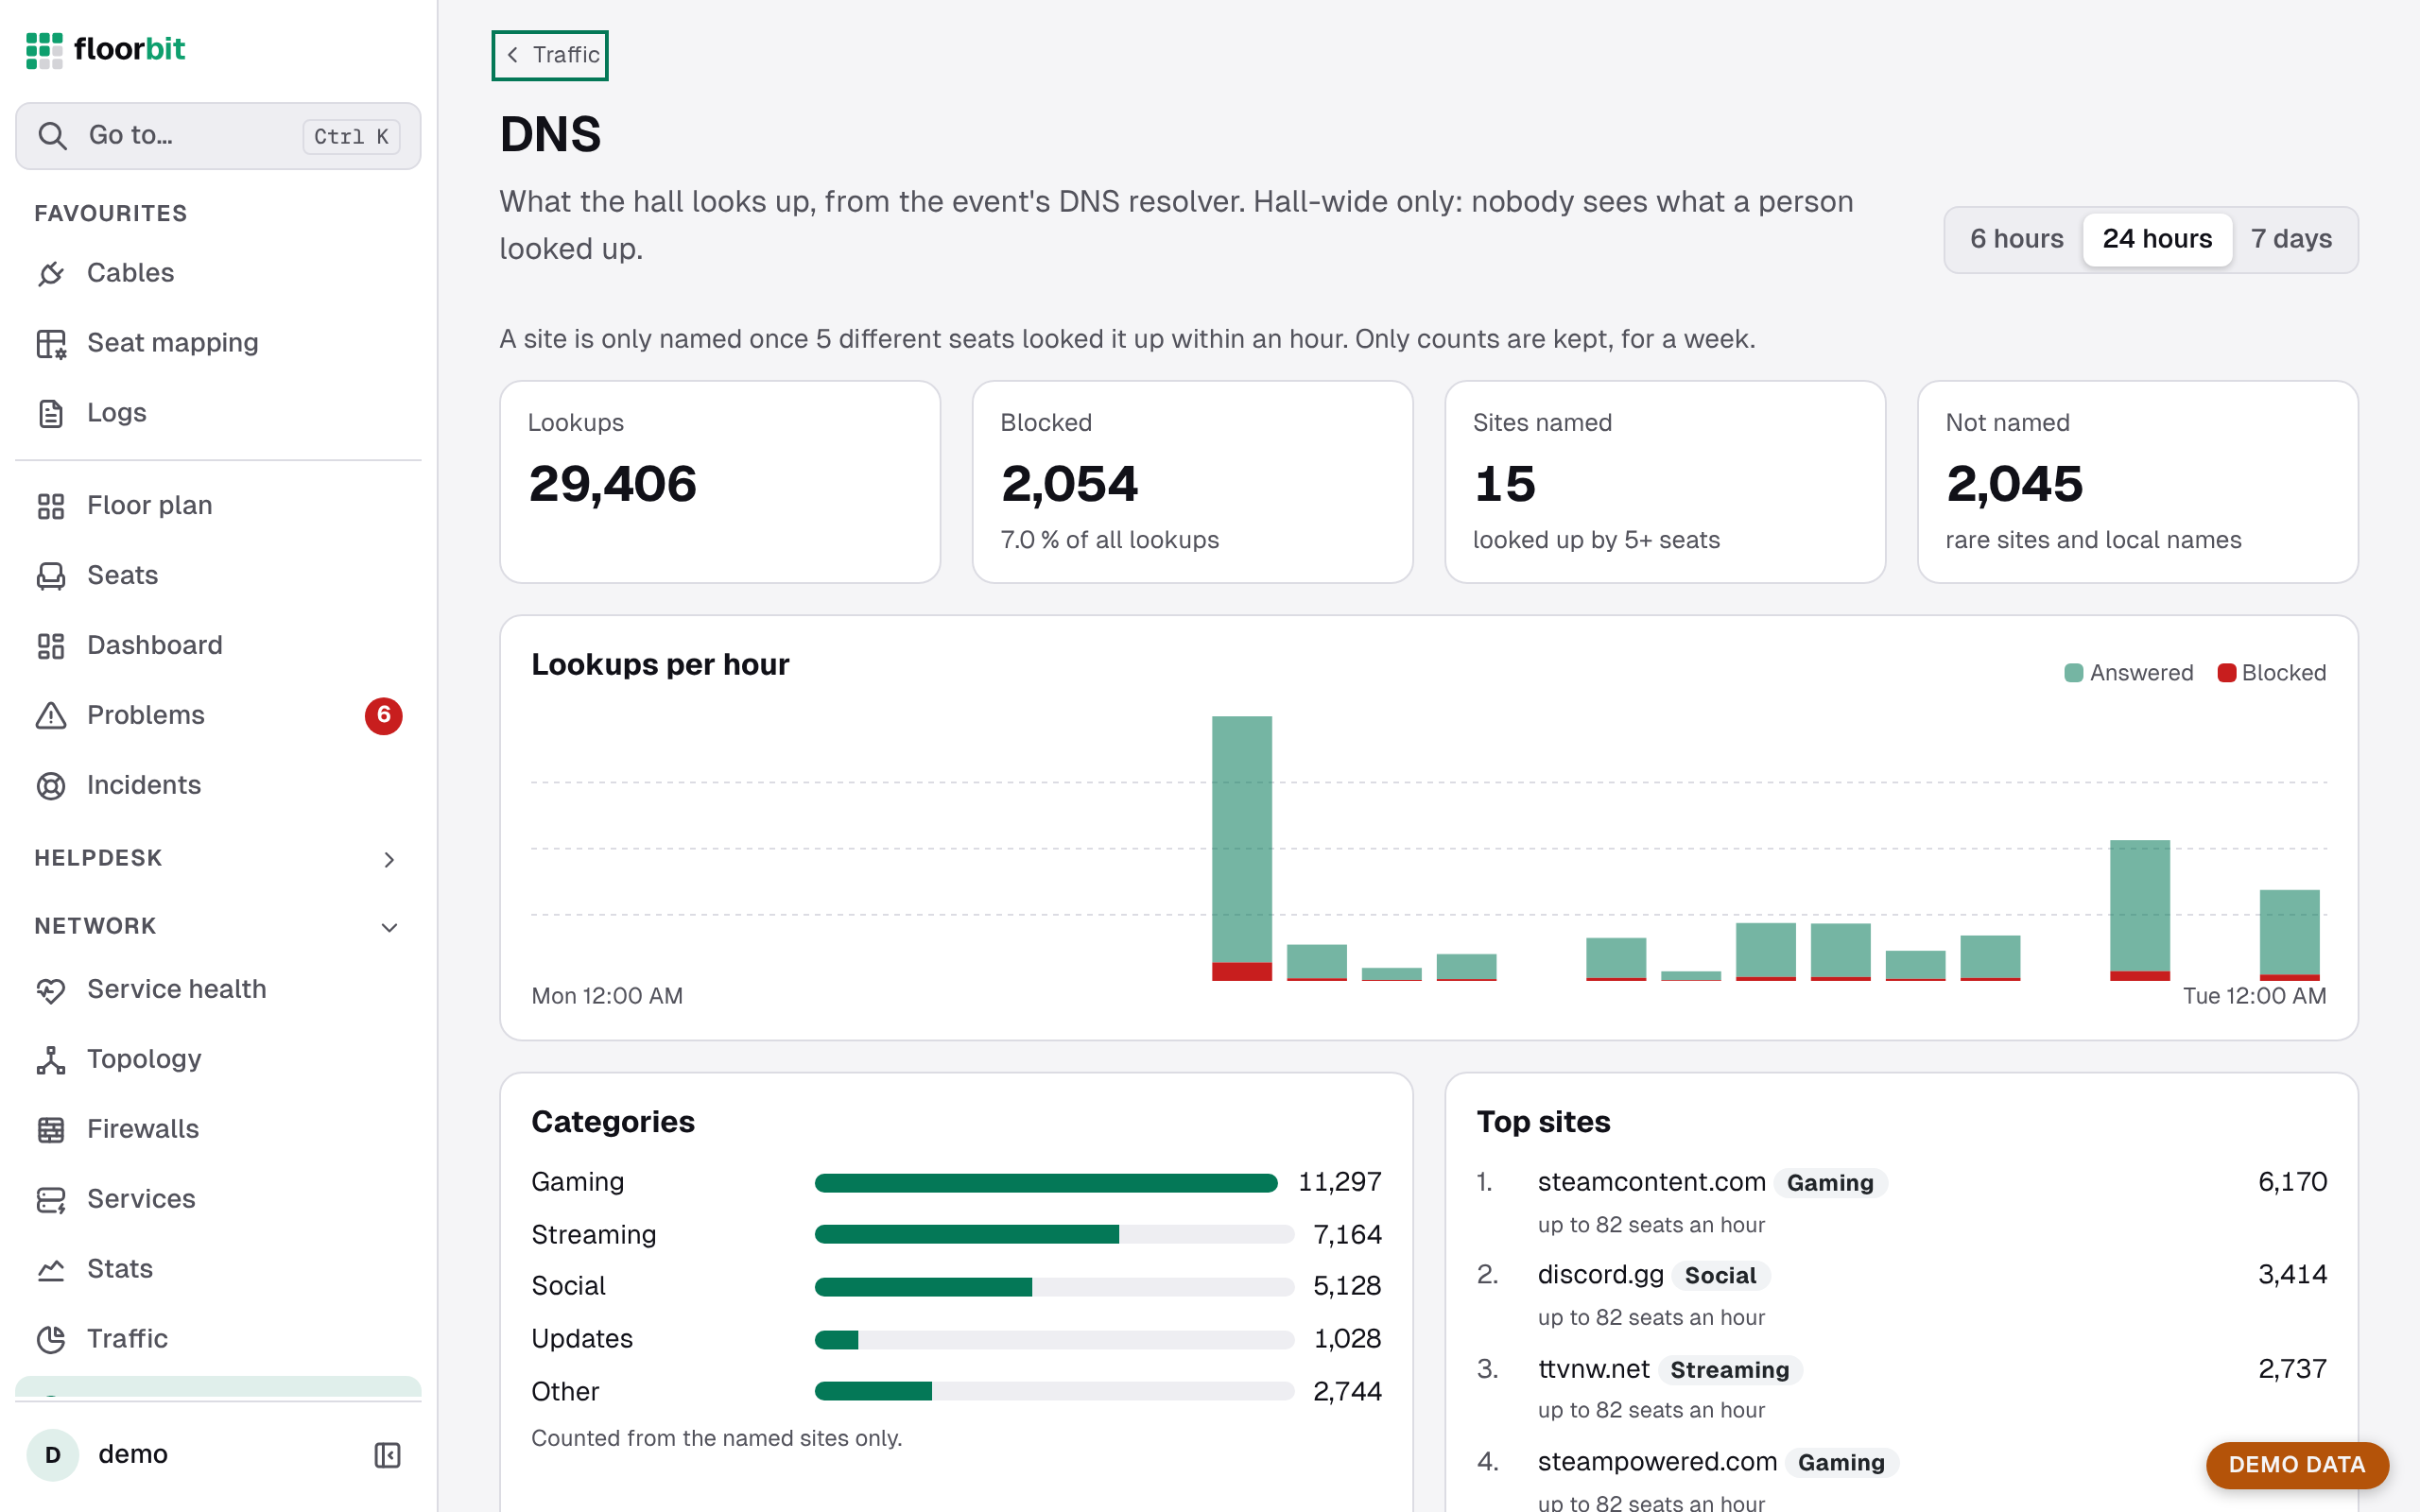 floorbit
Go to...
Ctrl K
FAVOURITES
Cables
Seat mapping
Logs
Floor plan
Seats
Dashboard
Problems
6
Incidents
HELPDESK
NETWORK
Service health
Topology
Firewalls
Services
Stats
Traffic
D
demo
Traffic
DNS
What the hall looks up, from the event's DNS resolver. Hall-wide only: nobody sees what a person
looked up.
6 hours
24 hours
7 days
A site is only named once 5 different seats looked it up within an hour. Only counts are kept, for a week.
Lookups
29,406
Blocked
2,054
7.0 % of all lookups
Sites named
15
looked up by 5+ seats
Not named
2,045
rare sites and local names
Lookups per hour
Answered
Blocked
Mon 12:00 AM
Tue 12:00 AM
Categories
Gaming 11,297
Streaming 7,164
Social 5,128
Updates 1,028
Other 2,744
Counted from the named sites only.
Top sites
1. steamcontent.com Gaming 6,170
up to 82 seats an hour
2. discord.gg Social 3,414
up to 82 seats an hour
3. ttvnw.net Streaming 2,737
up to 82 seats an hour
4. steampowered.com Gaming
up to 82 seats an hour
DEMO DATA